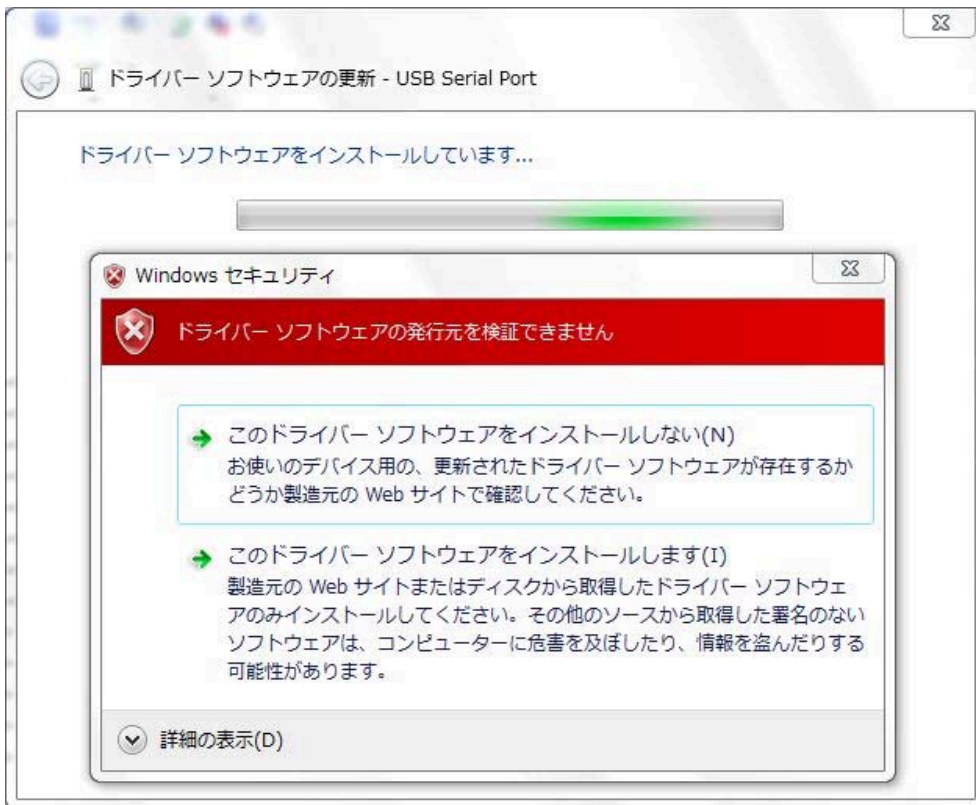 ドライバー ソフトウェアの更新 - USB Serial Port
ドライバー ソフトウェアをインストールしています...
Windows セキュリティ
ドライバー ソフトウェアの発行元を検証できません
このドライバー ソフトウェアをインストールしない(N)
お使いのデバイス用の、更新されたドライバー ソフトウェアが存在するか
どうか製造元の Web サイトで確認してください。
このドライバー ソフトウェアをインストールします(I)
製造元の Web サイトまたはディスクから取得したドライバー ソフトウェ
アのみインストールしてください。その他のソースから取得した署名のない
ソフトウェアは、コンピューターに危害を及ぼしたり、情報を盗んだりする
可能性があります。
詳細の表示(D)